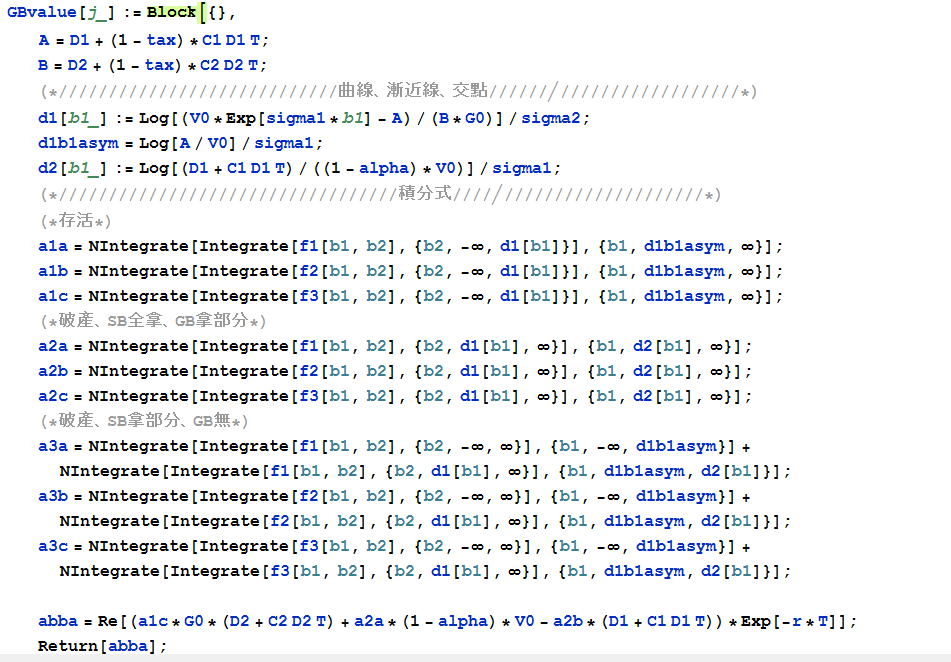 GBvalue[j_] := Block[{},
A = D1 + (1 - tax) * C1 D1 T;
B = D2 + (1 - tax) * C2 D2 T;
(*////////////////////////////曲線、漸近線、交點////////////////////////*)
d1[b1_] := Log[(V0 * Exp[sigma1 * b1] - A) / (B * G0)] / sigma2;
d1b1asym = Log[A / V0] / sigma1;
d2[b1_] := Log[(D1 + C1 D1 T) / ((1 - alpha) * V0)] / sigma1;
(*//////////////////////////////////積分式/////////////////////////*)
(*存活*)
a1a = NIntegrate[Integrate[f1[b1, b2], {b2, -∞, d1[b1]}], {b1, d1b1asym, ∞}];
a1b = NIntegrate[Integrate[f2[b1, b2], {b2, -∞, d1[b1]}], {b1, d1b1asym, ∞}];
a1c = NIntegrate[Integrate[f3[b1, b2], {b2, -∞, d1[b1]}], {b1, d1b1asym, ∞}];
(*破產、SB全拿、GB拿部分*)
a2a = NIntegrate[Integrate[f1[b1, b2], {b2, d1[b1], ∞}], {b1, d2[b1], ∞}];
a2b = NIntegrate[Integrate[f2[b1, b2], {b2, d1[b1], ∞}], {b1, d2[b1], ∞}];
a2c = NIntegrate[Integrate[f3[b1, b2], {b2, d1[b1], ∞}], {b1, d2[b1], ∞}];
(*破產、SB拿部分、GB無*)
a3a = NIntegrate[Integrate[f1[b1, b2], {b2, -∞, ∞}], {b1, -∞, d1b1asym}] +
NIntegrate[Integrate[f1[b1, b2], {b2, d1[b1], ∞}], {b1, d1b1asym, d2[b1]}];
a3b = NIntegrate[Integrate[f2[b1, b2], {b2, -∞, ∞}], {b1, -∞, d1b1asym}] +
NIntegrate[Integrate[f2[b1, b2], {b2, d1[b1], ∞}], {b1, d1b1asym, d2[b1]}];
a3c = NIntegrate[Integrate[f3[b1, b2], {b2, -∞, ∞}], {b1, -∞, d1b1asym}] +
NIntegrate[Integrate[f3[b1, b2], {b2, d1[b1], ∞}], {b1, d1b1asym, d2[b1]}];
abba = Re[(a1c * G0 * (D2 + C2 D2 T) + a2a * (1 - alpha) * V0 - a2b * (D1 + C1 D1 T)) * Exp[-r * T]];
Return[abba];